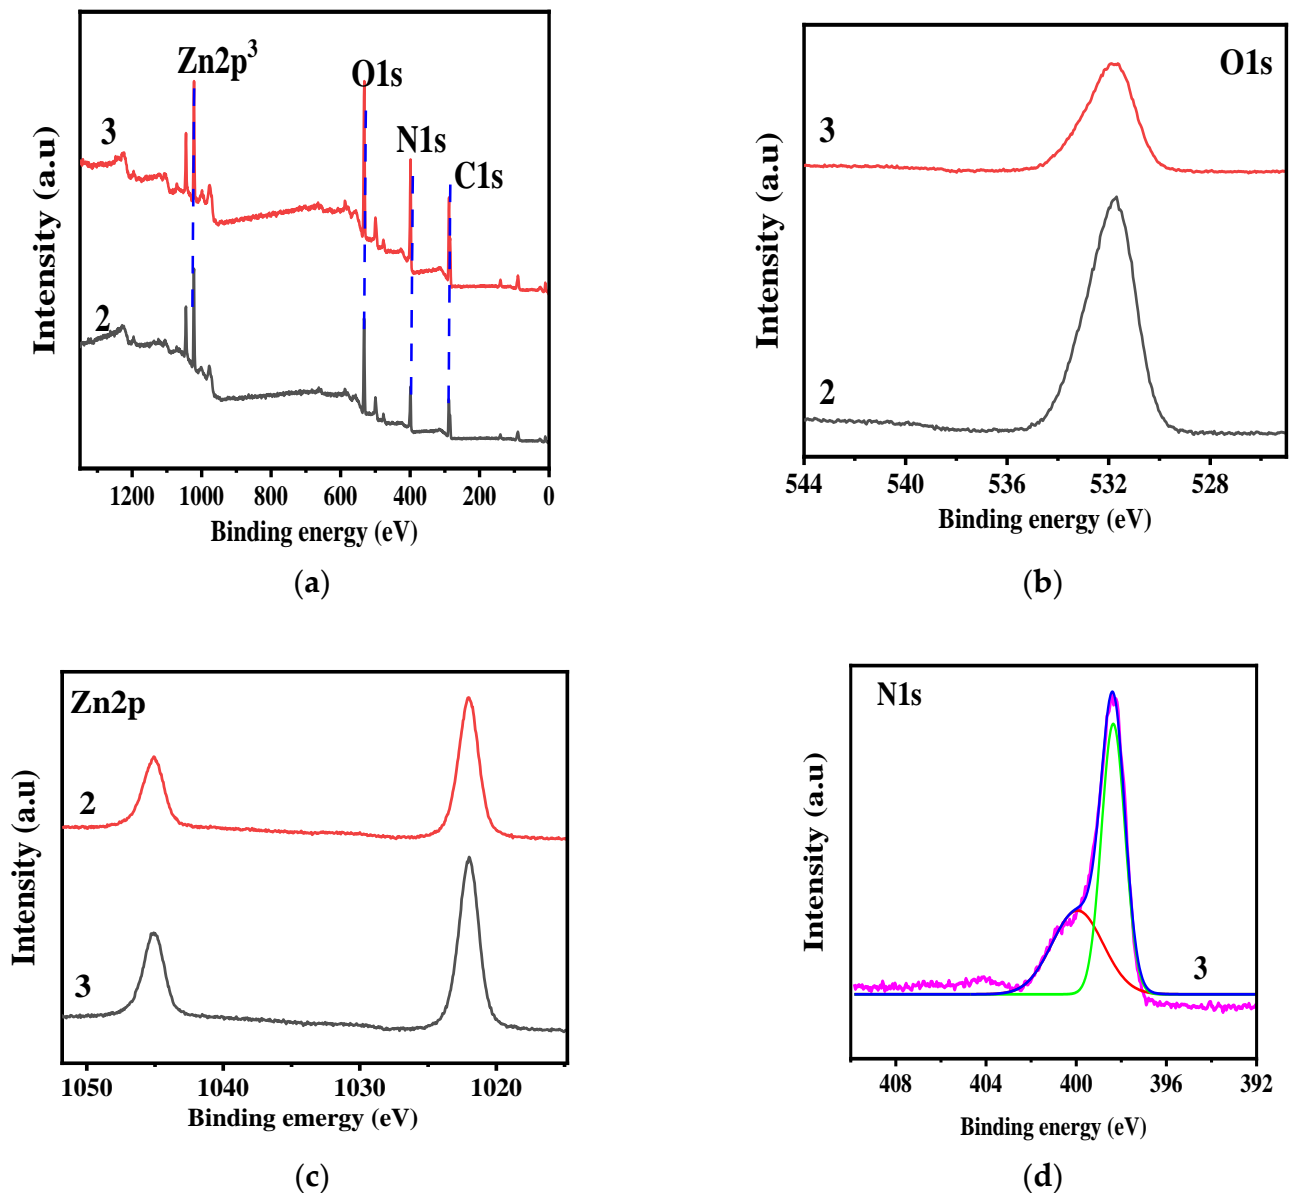 Zn2p³
O1s
N1s
C1s
3
2
Intensity (a.u)
1200 1000 800 600 400 200 0
Binding energy (eV)
(a)
O1s
3
2
Intensity (a.u)
544 540 536 532 528
Binding energy (eV)
(b)
Zn2p
2
3
Intensity (a.u)
1050 1040 1030 1020
Binding emergy (eV)
(c)
N1s
3
Intensity (a.u)
408 404 400 396 392
Binding energy (eV)
(d)